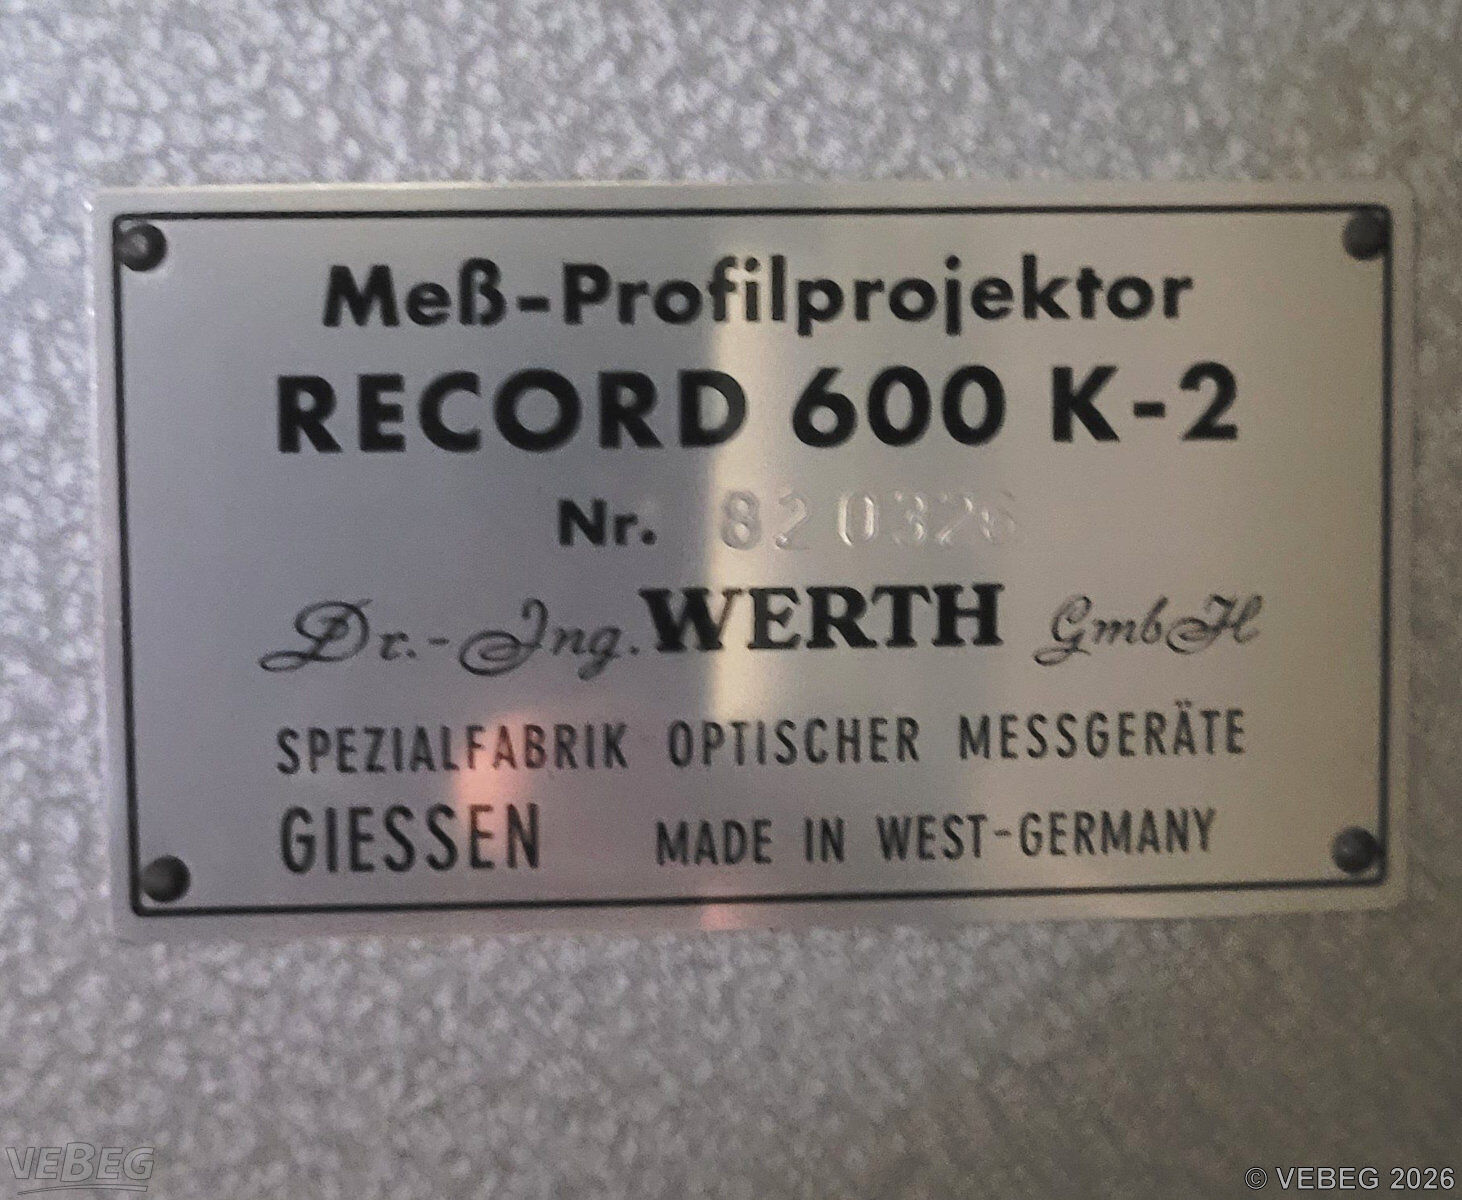 Meß-Profilprojektor
RECORD 600 K-2
Nr. 820326
Dr.-Ing. WERTH GmbH
SPEZIALFABRIK OPTISCHER MESSGERÄTE
GIESSEN MADE IN WEST-GERMANY
VEBEG
© VEBEG 2026